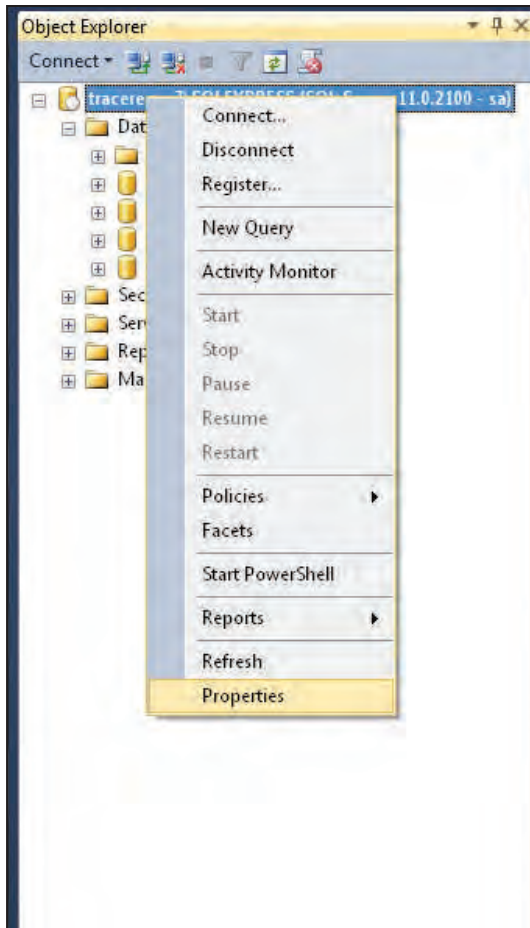 Object Explorer
Connect
11.0.2100 - sa)
Connect...
Disconnect
Register...
New Query
Activity Monitor
Start
Stop
Pause
Resume
Restart
Policies
Facets
Start PowerShell
Reports
Refresh
Properties
Dat
Sec
Ser
Rep
Ma